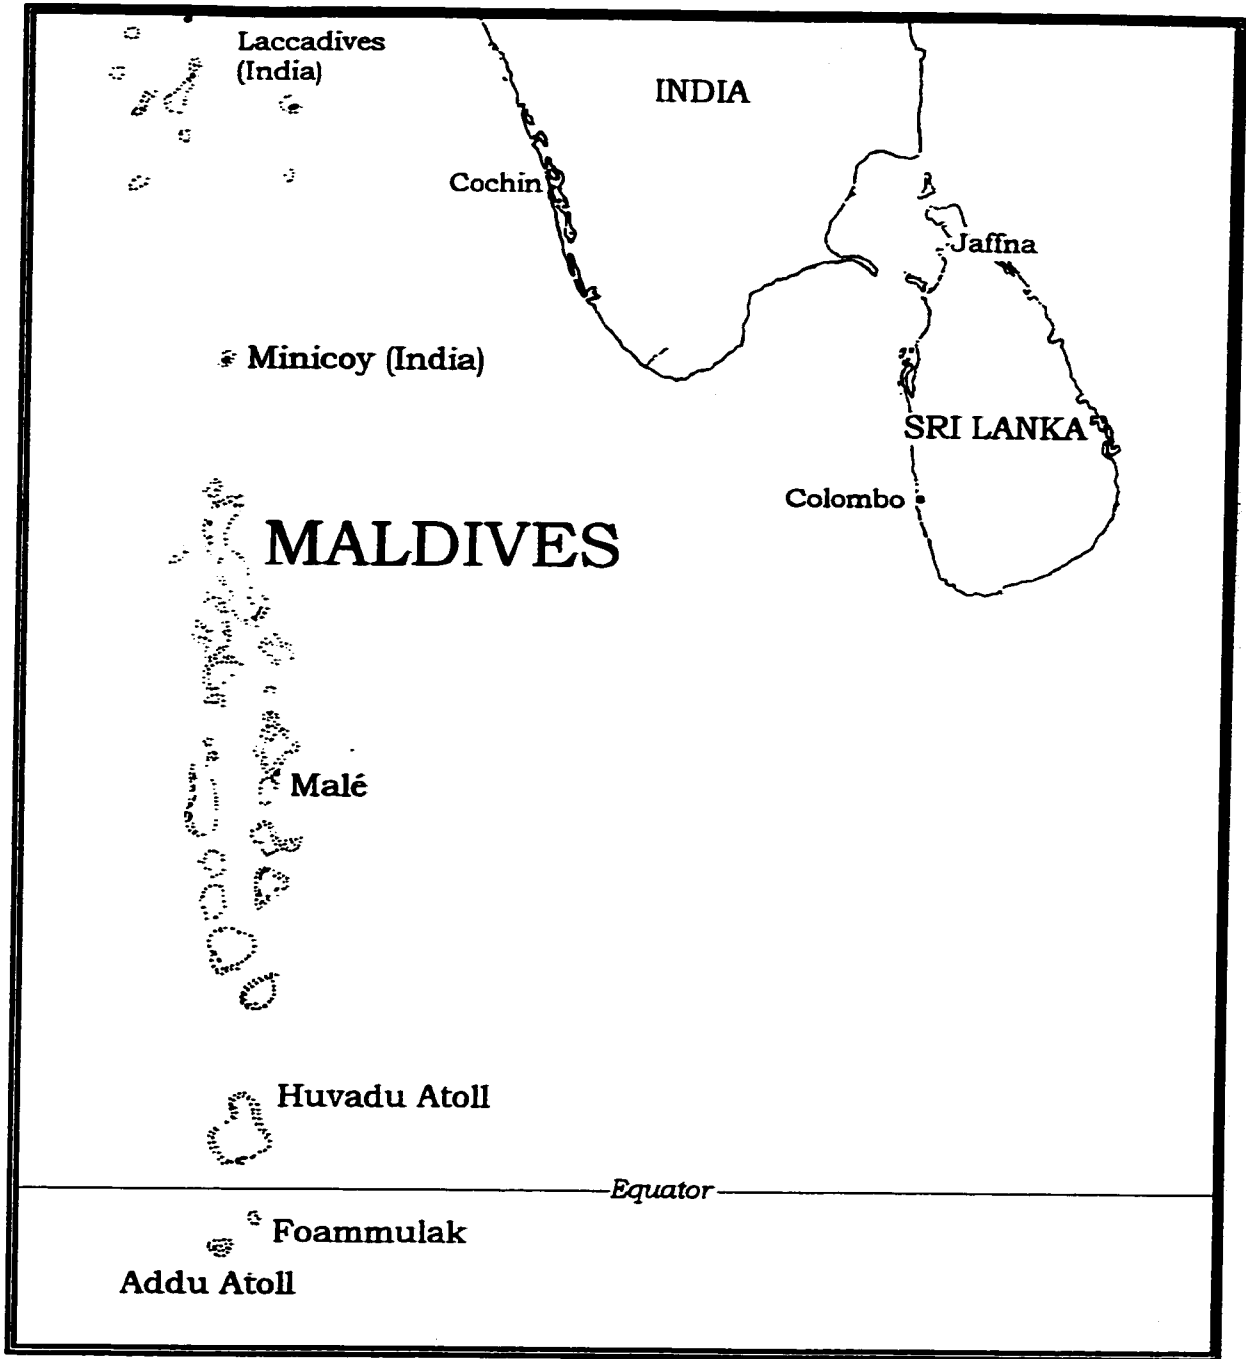 Laccadives
(India)
INDIA
Cochin
Jaffna
Minicoy (India)
SRI LANKA
Colombo
MALDIVES
Malé
Huvadu Atoll
Equator
Foammulak
Addu Atoll